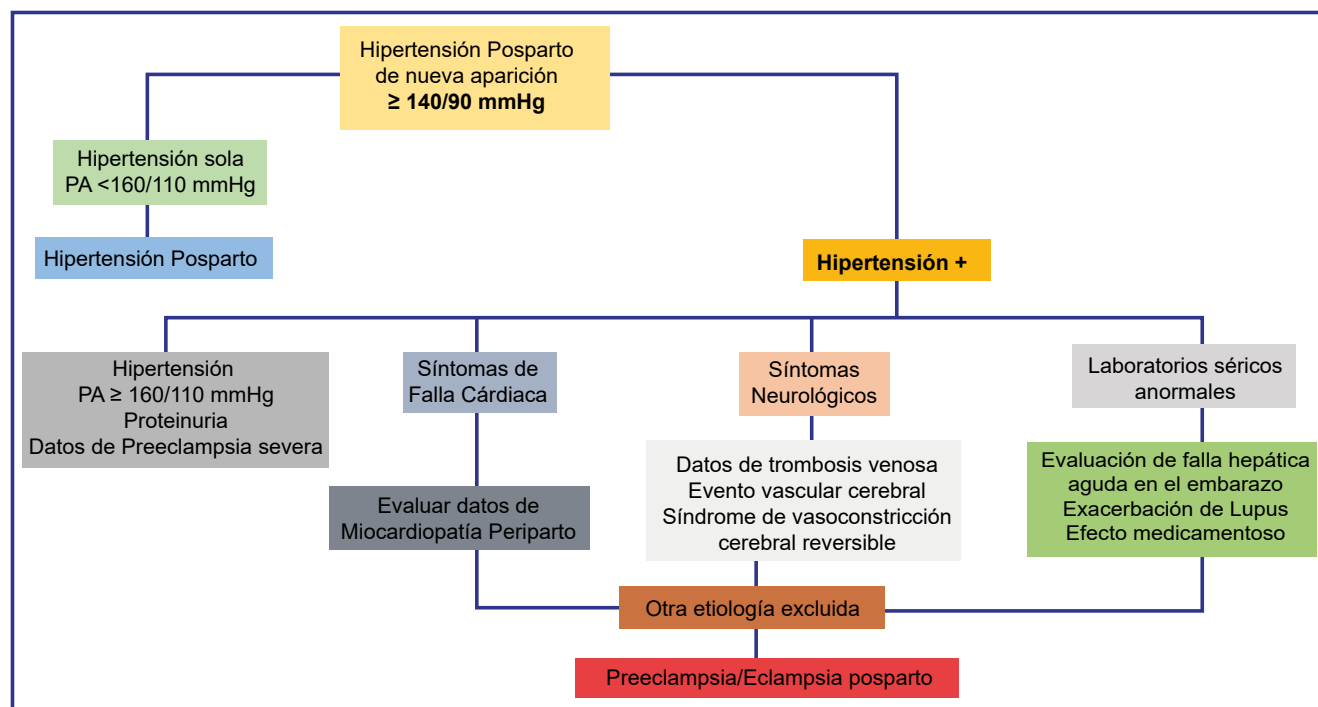 Hipertensión Posparto
de nueva aparición
≥ 140/90 mmHg
Hipertensión sola
PA <160/110 mmHg
Hipertensión Posparto
Hipertensión +
Hipertensión
PA ≥ 160/110 mmHg
Proteinuria
Datos de Preeclampsia severa
Síntomas de
Falla Cárdiaca
Síntomas
Neurológicos
Laboratorios séricos
anormales
Evaluar datos de
Miocardiopatía Periparto
Datos de trombosis venosa
Evento vascular cerebral
Síndrome de vasoconstricción
cerebral reversible
Evaluación de falla hepática
aguda en el embarazo
Exacerbación de Lupus
Efecto medicamentoso
Otra etiología excluida
Preeclampsia/Eclampsia posparto